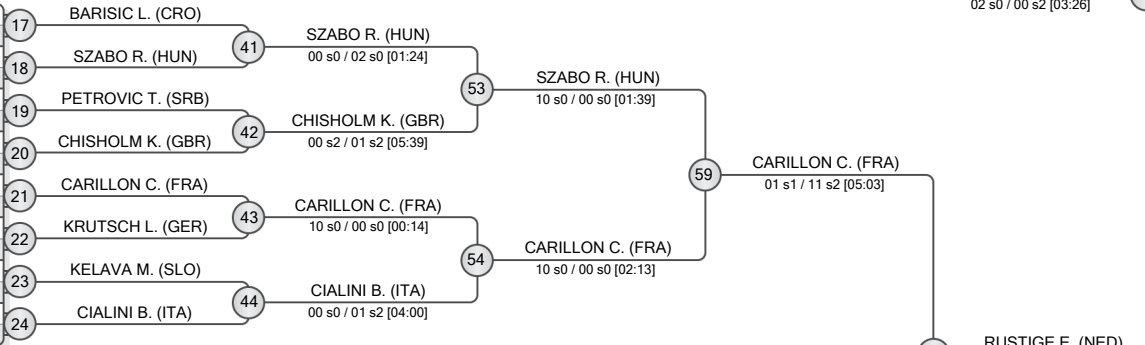 02 s0 / 00 s2 [03:26]
17
BARISIC L. (CRO)
18
SZABO R. (HUN)
41
SZABO R. (HUN)
00 s0 / 02 s0 [01:24]
19
PETROVIC T. (SRB)
20
CHISHOLM K. (GBR)
42
CHISHOLM K. (GBR)
00 s2 / 01 s2 [05:39]
53
SZABO R. (HUN)
10 s0 / 00 s0 [01:39]
21
CARILLON C. (FRA)
22
KRUTSCH L. (GER)
43
CARILLON C. (FRA)
10 s0 / 00 s0 [00:14]
23
KELAVA M. (SLO)
24
CIALINI B. (ITA)
44
CIALINI B. (ITA)
00 s0 / 01 s2 [04:00]
54
CARILLON C. (FRA)
10 s0 / 00 s0 [02:13]
59
CARILLON C. (FRA)
01 s1 / 11 s2 [05:03]
RUSTIGE E. (NED)